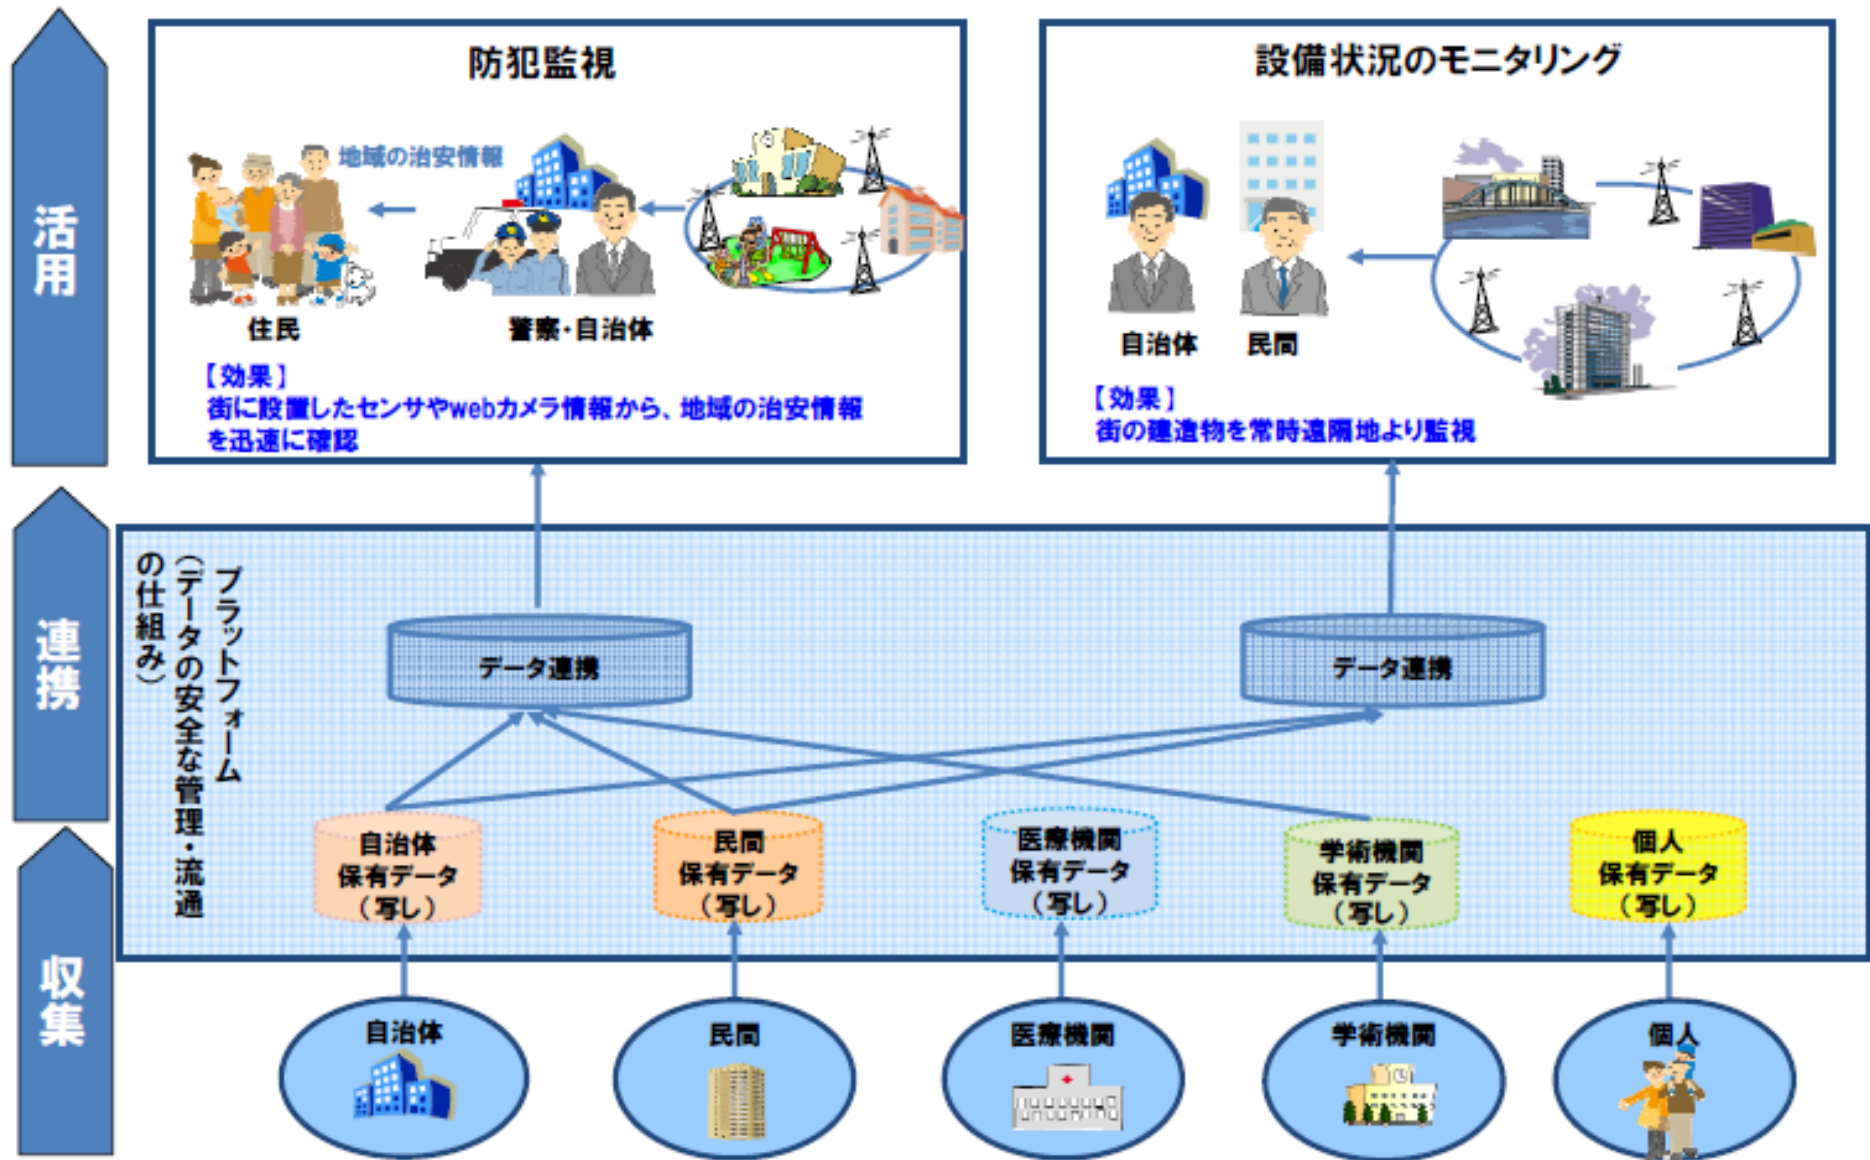 活用
防犯監視
地域の治安情報
住民
警察・自治体
【効果】
街に設置したセンサやwebカメラ情報から、地域の治安情報
を迅速に確認
設備状況のモニタリング
自治体
民間
【効果】
街の建造物を常時遠隔地より監視
連携
プラットフォーム
（データの安全な管理・流通
の仕組み）
データ連携
データ連携
自治体
保有データ
（写し）
民間
保有データ
（写し）
医療機関
保有データ
（写し）
学術機関
保有データ
（写し）
個人
保有データ
（写し）
収集
自治体
民間
医療機関
学術機関
個人